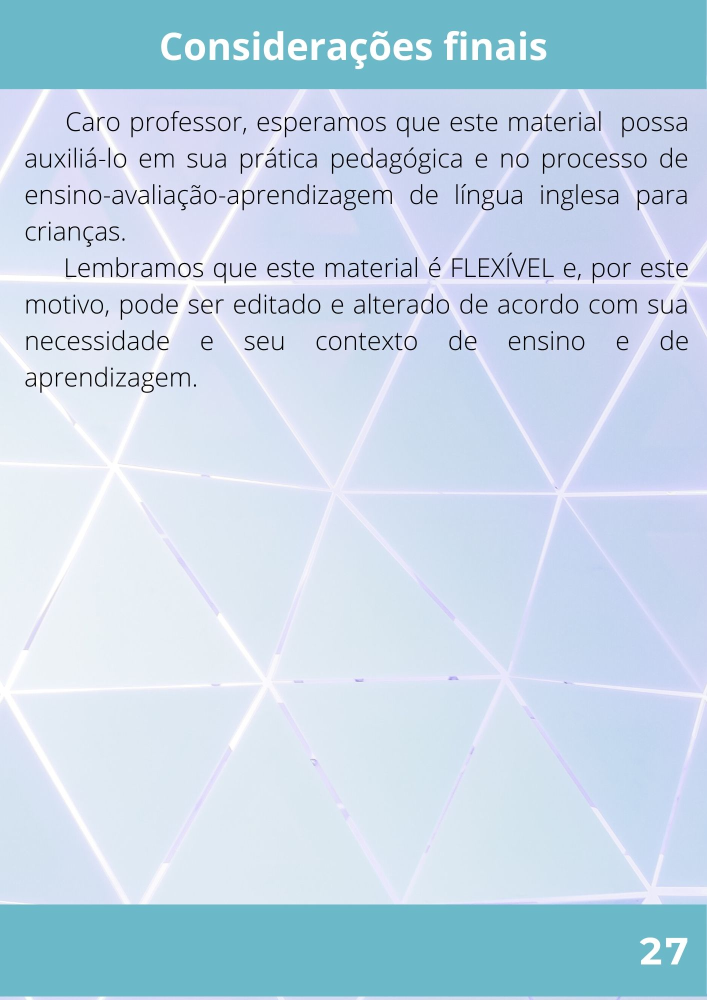 Considerações finais
Caro professor, esperamos que este material possa
auxiliá-lo em sua prática pedagógica e no processo de
ensino-avaliação-aprendizagem de língua inglesa para
crianças.
Lembramos que este material é FLEXÍVEL e, por este
motivo, pode ser editado e alterado de acordo com sua
necessidade e seu contexto de ensino e de
aprendizagem.
27